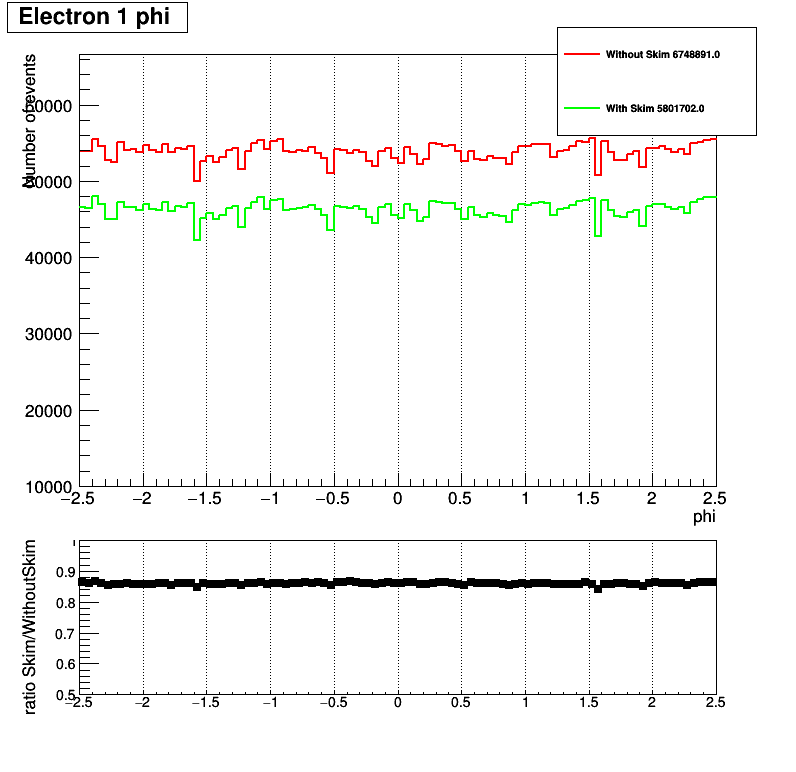 Electron 1 phi
Without Skim 6748891.0
With Skim 5801702.0
Number of events
50000
40000
30000
20000
10000
−2.5 −2 −1.5 −1 −0.5 0 0.5 1 1.5 2 2.5
phi
ratio Skim/WithoutSkim
1
0.9
0.8
0.7
0.6
0.5
−2.5 −2 −1.5 −1 −0.5 0 0.5 1 1.5 2 2.5